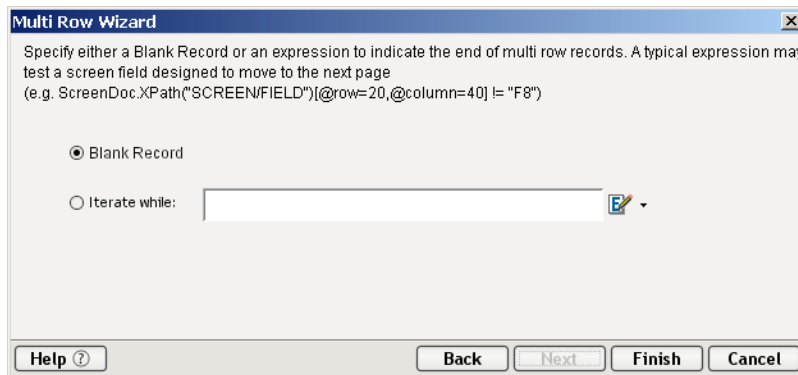 Multi Row Wizard
Specify either a Blank Record or an expression to indicate the end of multi row records. A typical expression may
test a screen field designed to move to the next page
(e.g. ScreenDoc.XPath("SCREEN/FIELD")[@row=20,@column=40] != "F8")
Blank Record
Iterate while:
Help ?
Back
Next
Finish
Cancel